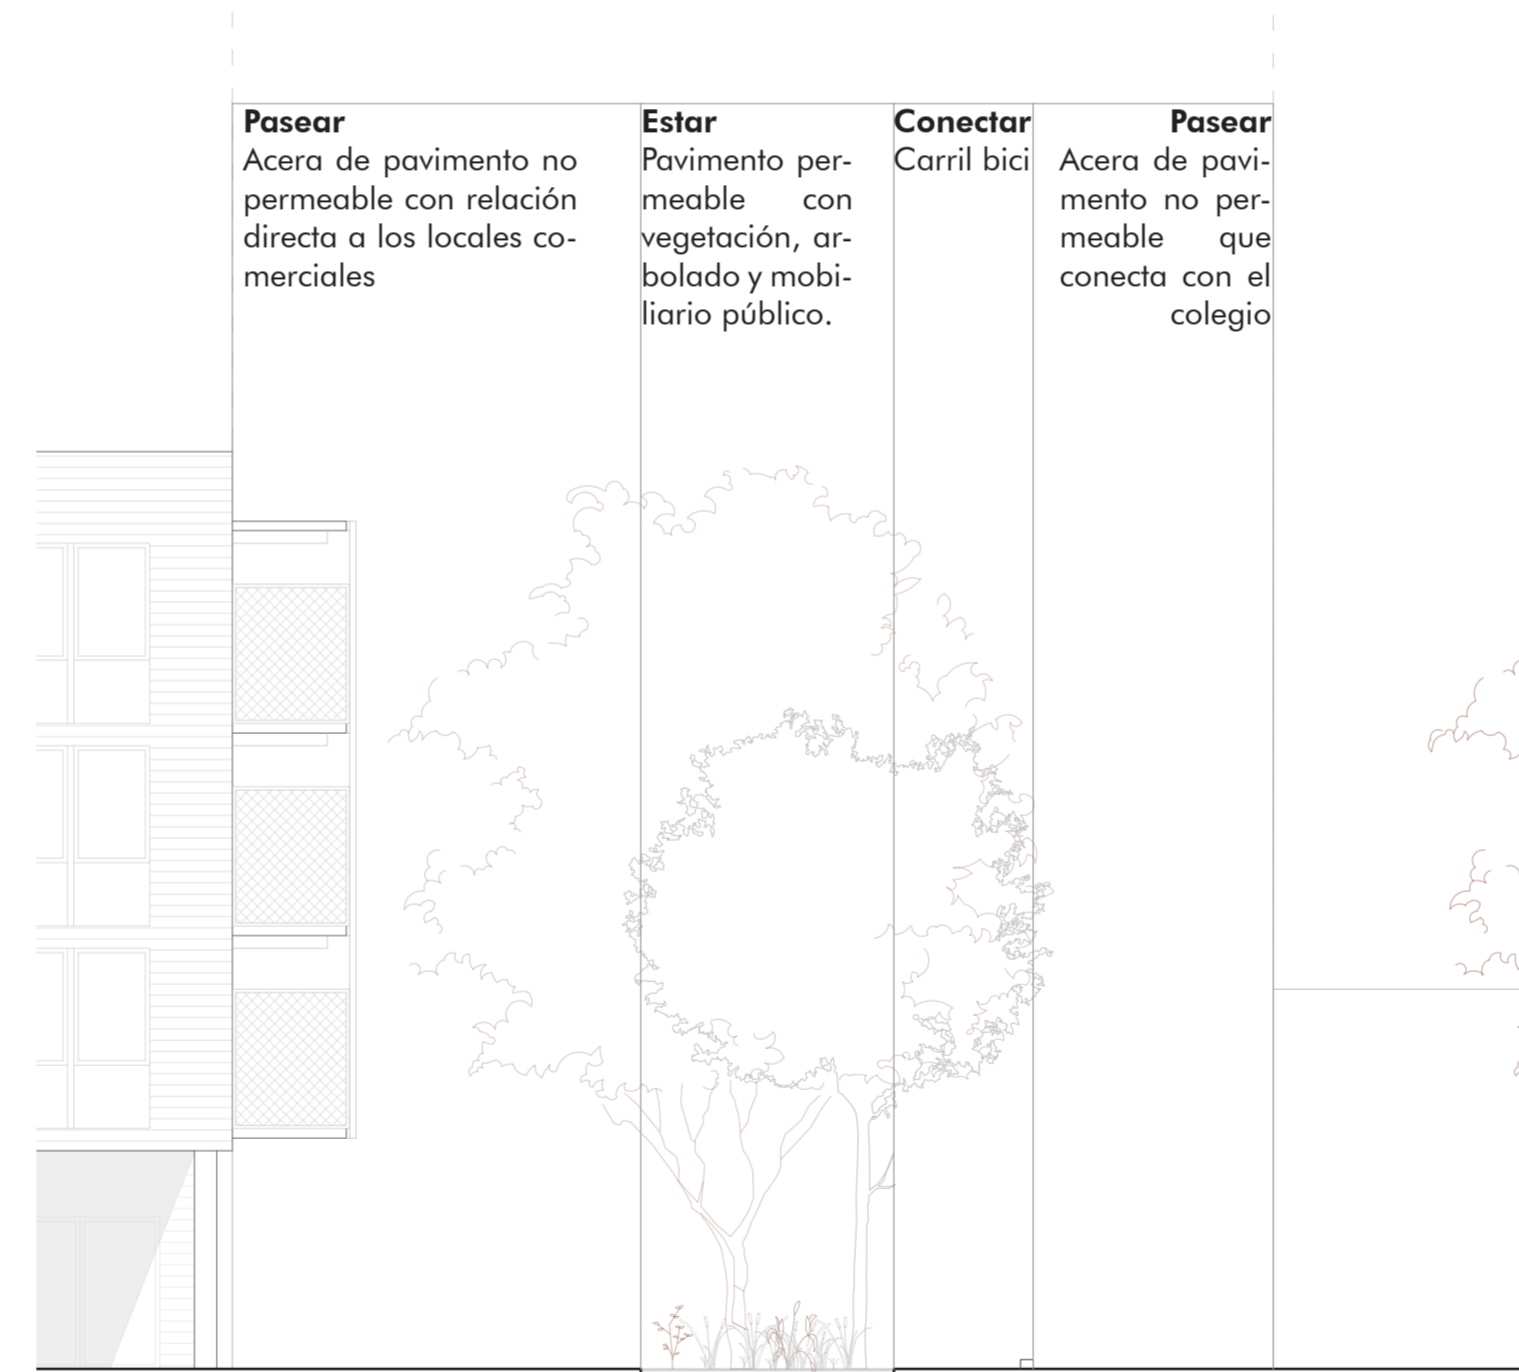 Pasear
Acera de pavimento no
permeable con relación
directa a los locales co-
merciales
Estar
Pavimento per-
meable con
vegetación, ar-
bolado y mobi-
liario público.
Conectar
Carril bici
Pasear
Acera de pavi-
mento no per-
meable que
conecta con el
colegio